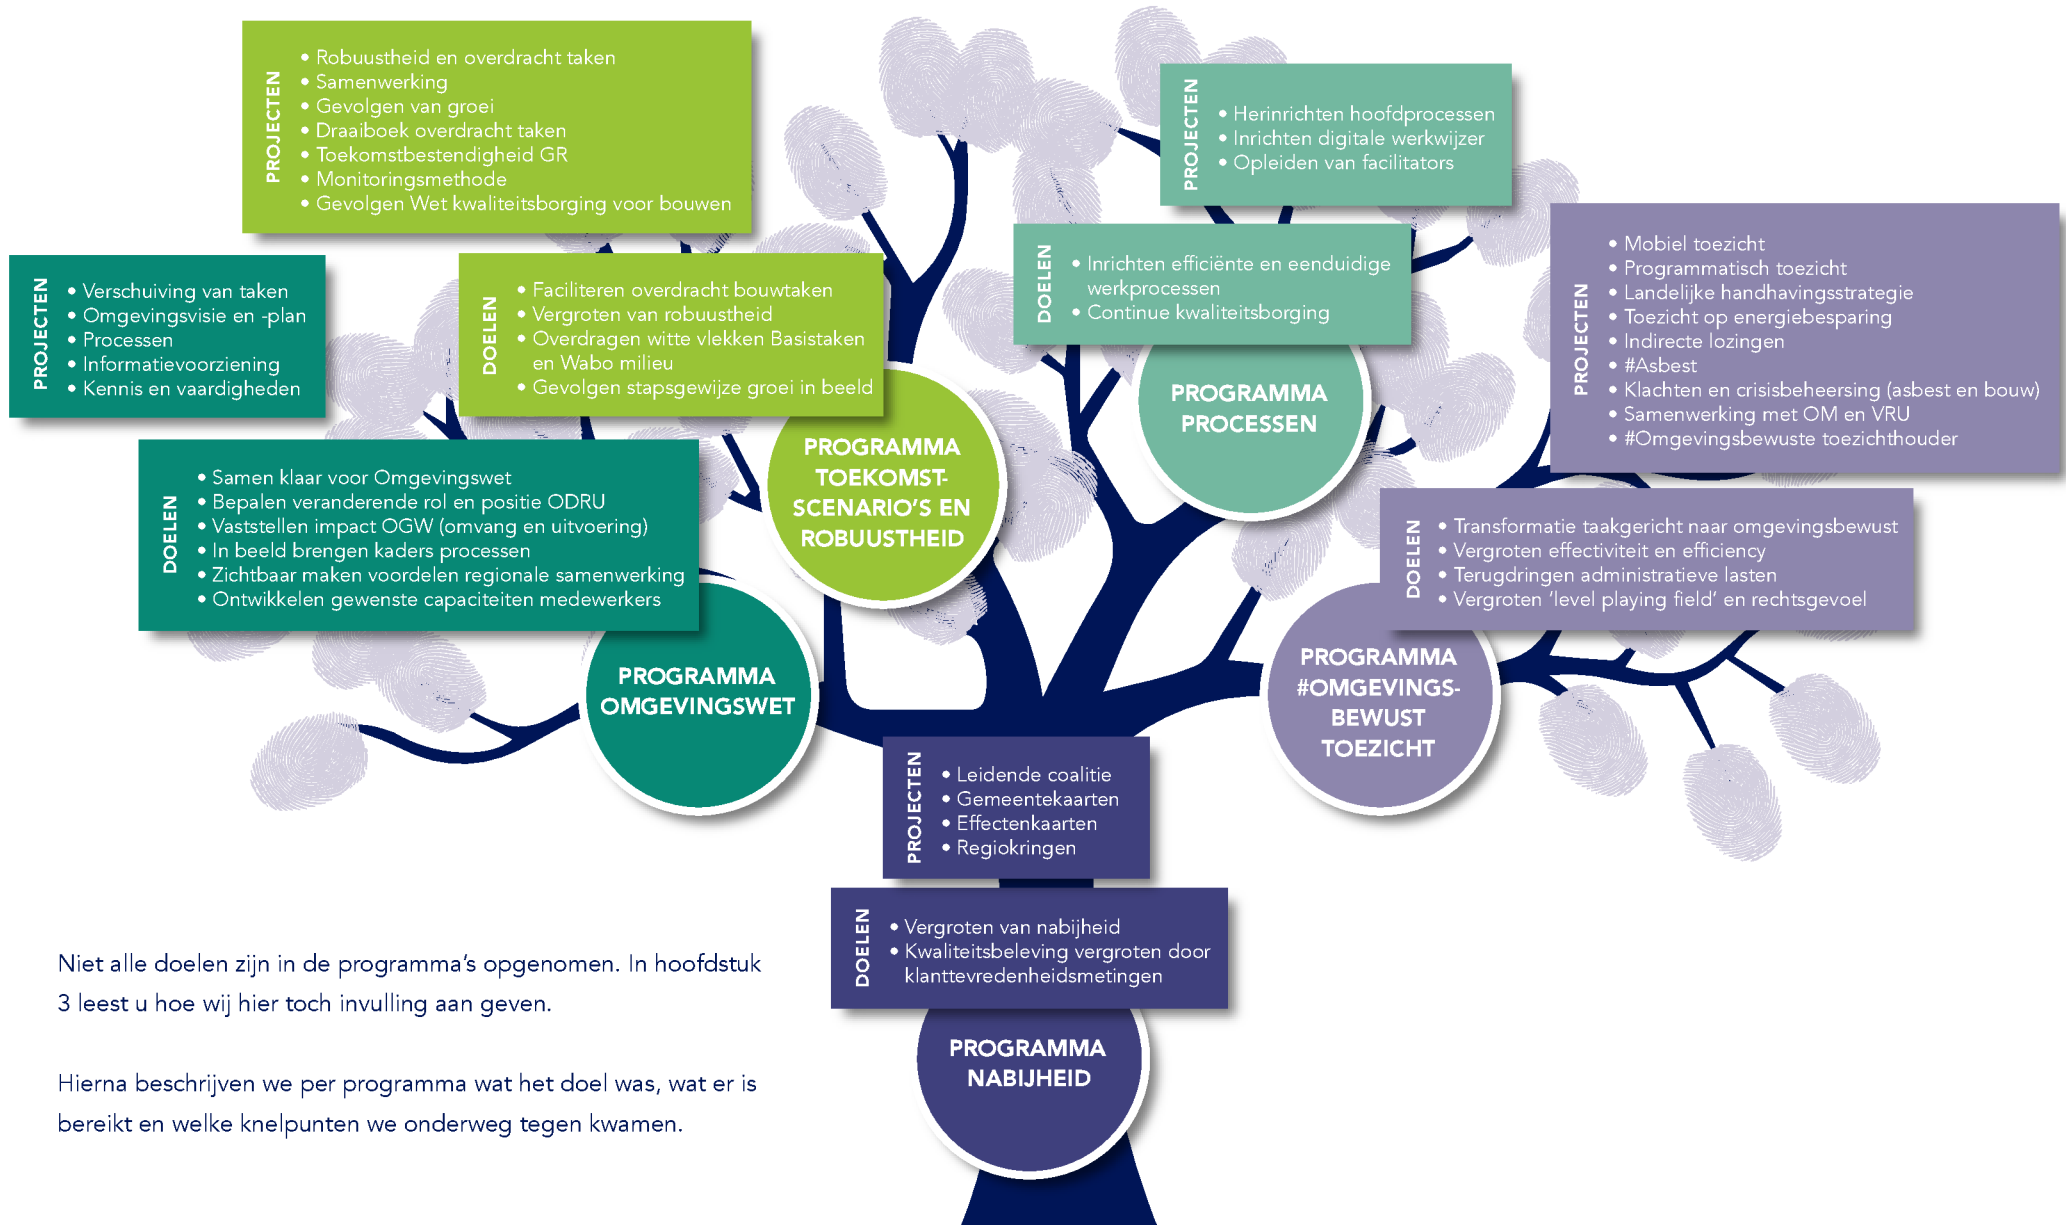 PROJECTEN
• Robuustheid en overdracht taken
• Samenwerking
• Gevolgen van groei
• Draaiboek overdracht taken
• Toekomstbestendigheid GR
• Monitoringsmethode
• Gevolgen Wet kwaliteitsborging voor bouwen
DOELEN
• Faciliteren overdracht bouwtaken
• Vergroten van robuustheid
• Overdragen witte vlekken Basistaken
en Wabo milieu
• Gevolgen stapsgewijze groei in beeld
PROGRAMMA
TOEKOMST-
SCENARIO’S EN
ROBUUSTHEID
PROJECTEN
• Verschuiving van taken
• Omgevingsvisie en -plan
• Processen
• Informatievoorziening
• Kennis en vaardigheden
DOELEN
• Samen klaar voor Omgevingswet
• Bepalen veranderende rol en positie ODRU
• Vaststellen impact OGW (omvang en uitvoering)
• In beeld brengen kaders processen
• Zichtbaar maken voordelen regionale samenwerking
• Ontwikkelen gewenste capaciteiten medewerkers
PROGRAMMA
OMGEVINGSWET
PROJECTEN
• Herinrichten hoofdprocessen
• Inrichten digitale werkwijzer
• Opleiden van facilitators
DOELEN
• Inrichten efficiënte en eenduidige
werkprocessen
• Continue kwaliteitsborging
PROGRAMMA
PROCESSEN
PROJECTEN
• Mobiel toezicht
• Programmatisch toezicht
• Landelijke handhavingsstrategie
• Toezicht op energiebesparing
• Indirecte lozingen
• #Asbest
• Klachten en crisisbeheersing (asbest en bouw)
• Samenwerking met OM en VRU
• #Omgevingsbewuste toezichthouder
DOELEN
• Transformatie taakgericht naar omgevingsbewust
• Vergroten effectiviteit en efficiency
• Terugdringen administratieve lasten
• Vergroten ‘level playing field’ en rechtsgevoel
PROGRAMMA
#OMGEVINGS-
BEWUST
TOEZICHT
PROJECTEN
• Leidende coalitie
• Gemeentekaarten
• Effectenkaarten
• Regiokringen
DOELEN
• Vergroten van nabijheid
• Kwaliteitsbeleving vergroten door
klanttevredenheidsmetingen
PROGRAMMA
NABIJHEID
Niet alle doelen zijn in de programma’s opgenomen. In hoofdstuk
3 leest u hoe wij hier toch invulling aan geven.
Hierna beschrijven we per programma wat het doel was, wat er is
bereikt en welke knelpunten we onderweg tegen kwamen.